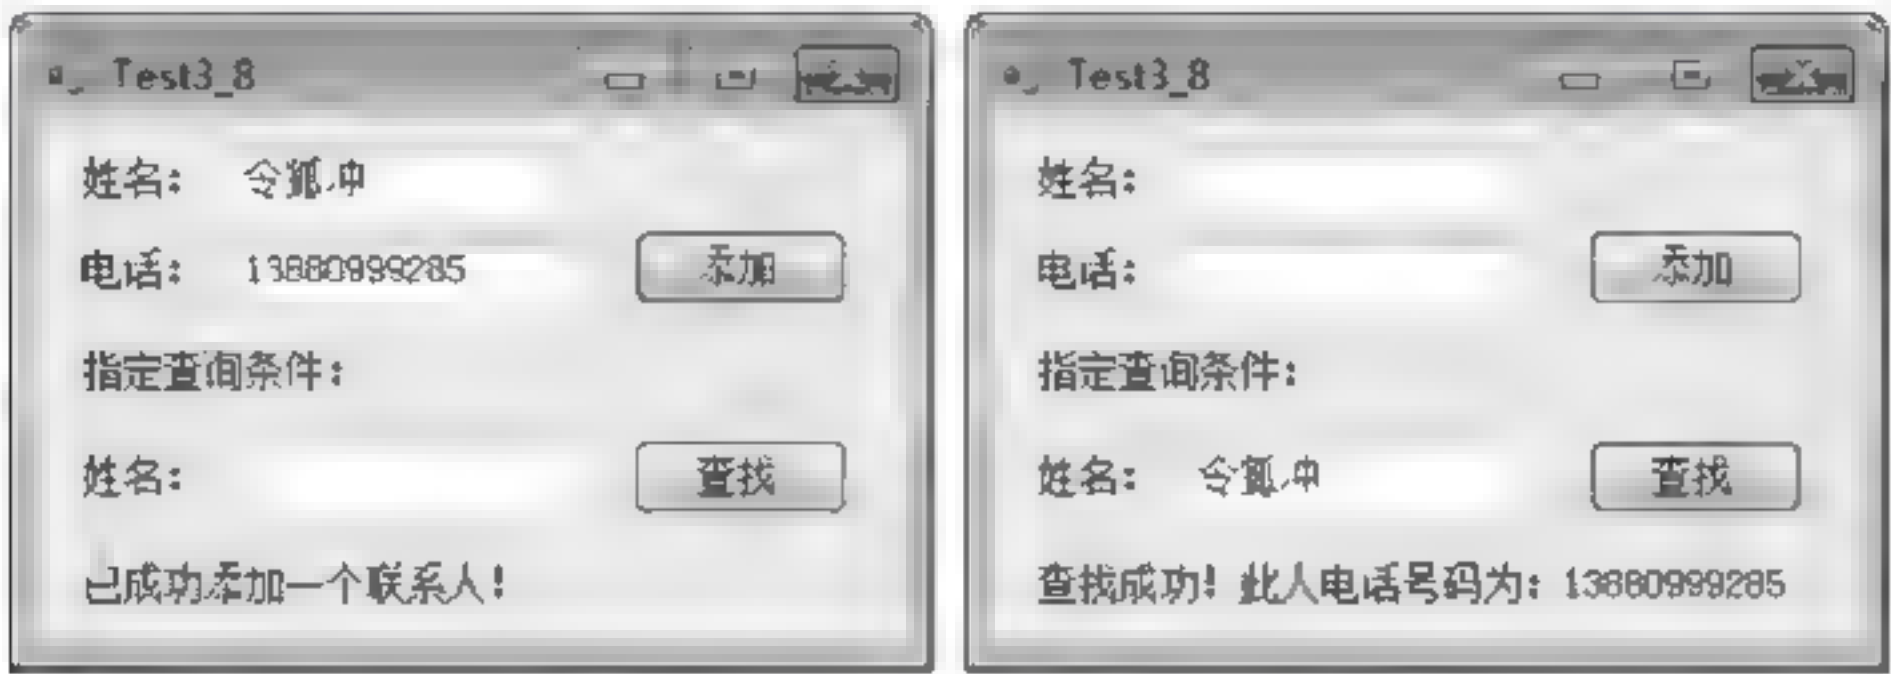 Test3_8
姓名： 令狐冲
电话： 13880999285 添加
指定查询条件：
姓名： 查找
已成功添加一个联系人！
Test3_8
姓名：
电话： 添加
指定查询条件：
姓名： 令狐冲 查找
查找成功！此人电话号码为：13880999285